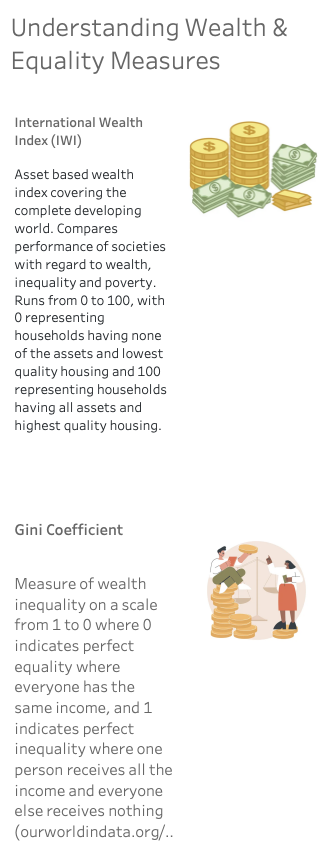 Understanding Wealth &
Equality Measures
International Wealth
Index (IWI)
Asset based wealth
index covering the
complete developing
world. Compares
performance of societies
with regard to wealth,
inequality and poverty.
Runs from 0 to 100, with
0 representing
households having none
of the assets and lowest
quality housing and 100
representing households
having all assets and
highest quality housing.
Gini Coefficient
Measure of wealth
inequality on a scale
from 1 to 0 where 0
indicates perfect
equality where
everyone has the
same income, and 1
indicates perfect
inequality where one
person receives all the
income and everyone
else receives nothing
(ourworldindata.org/..